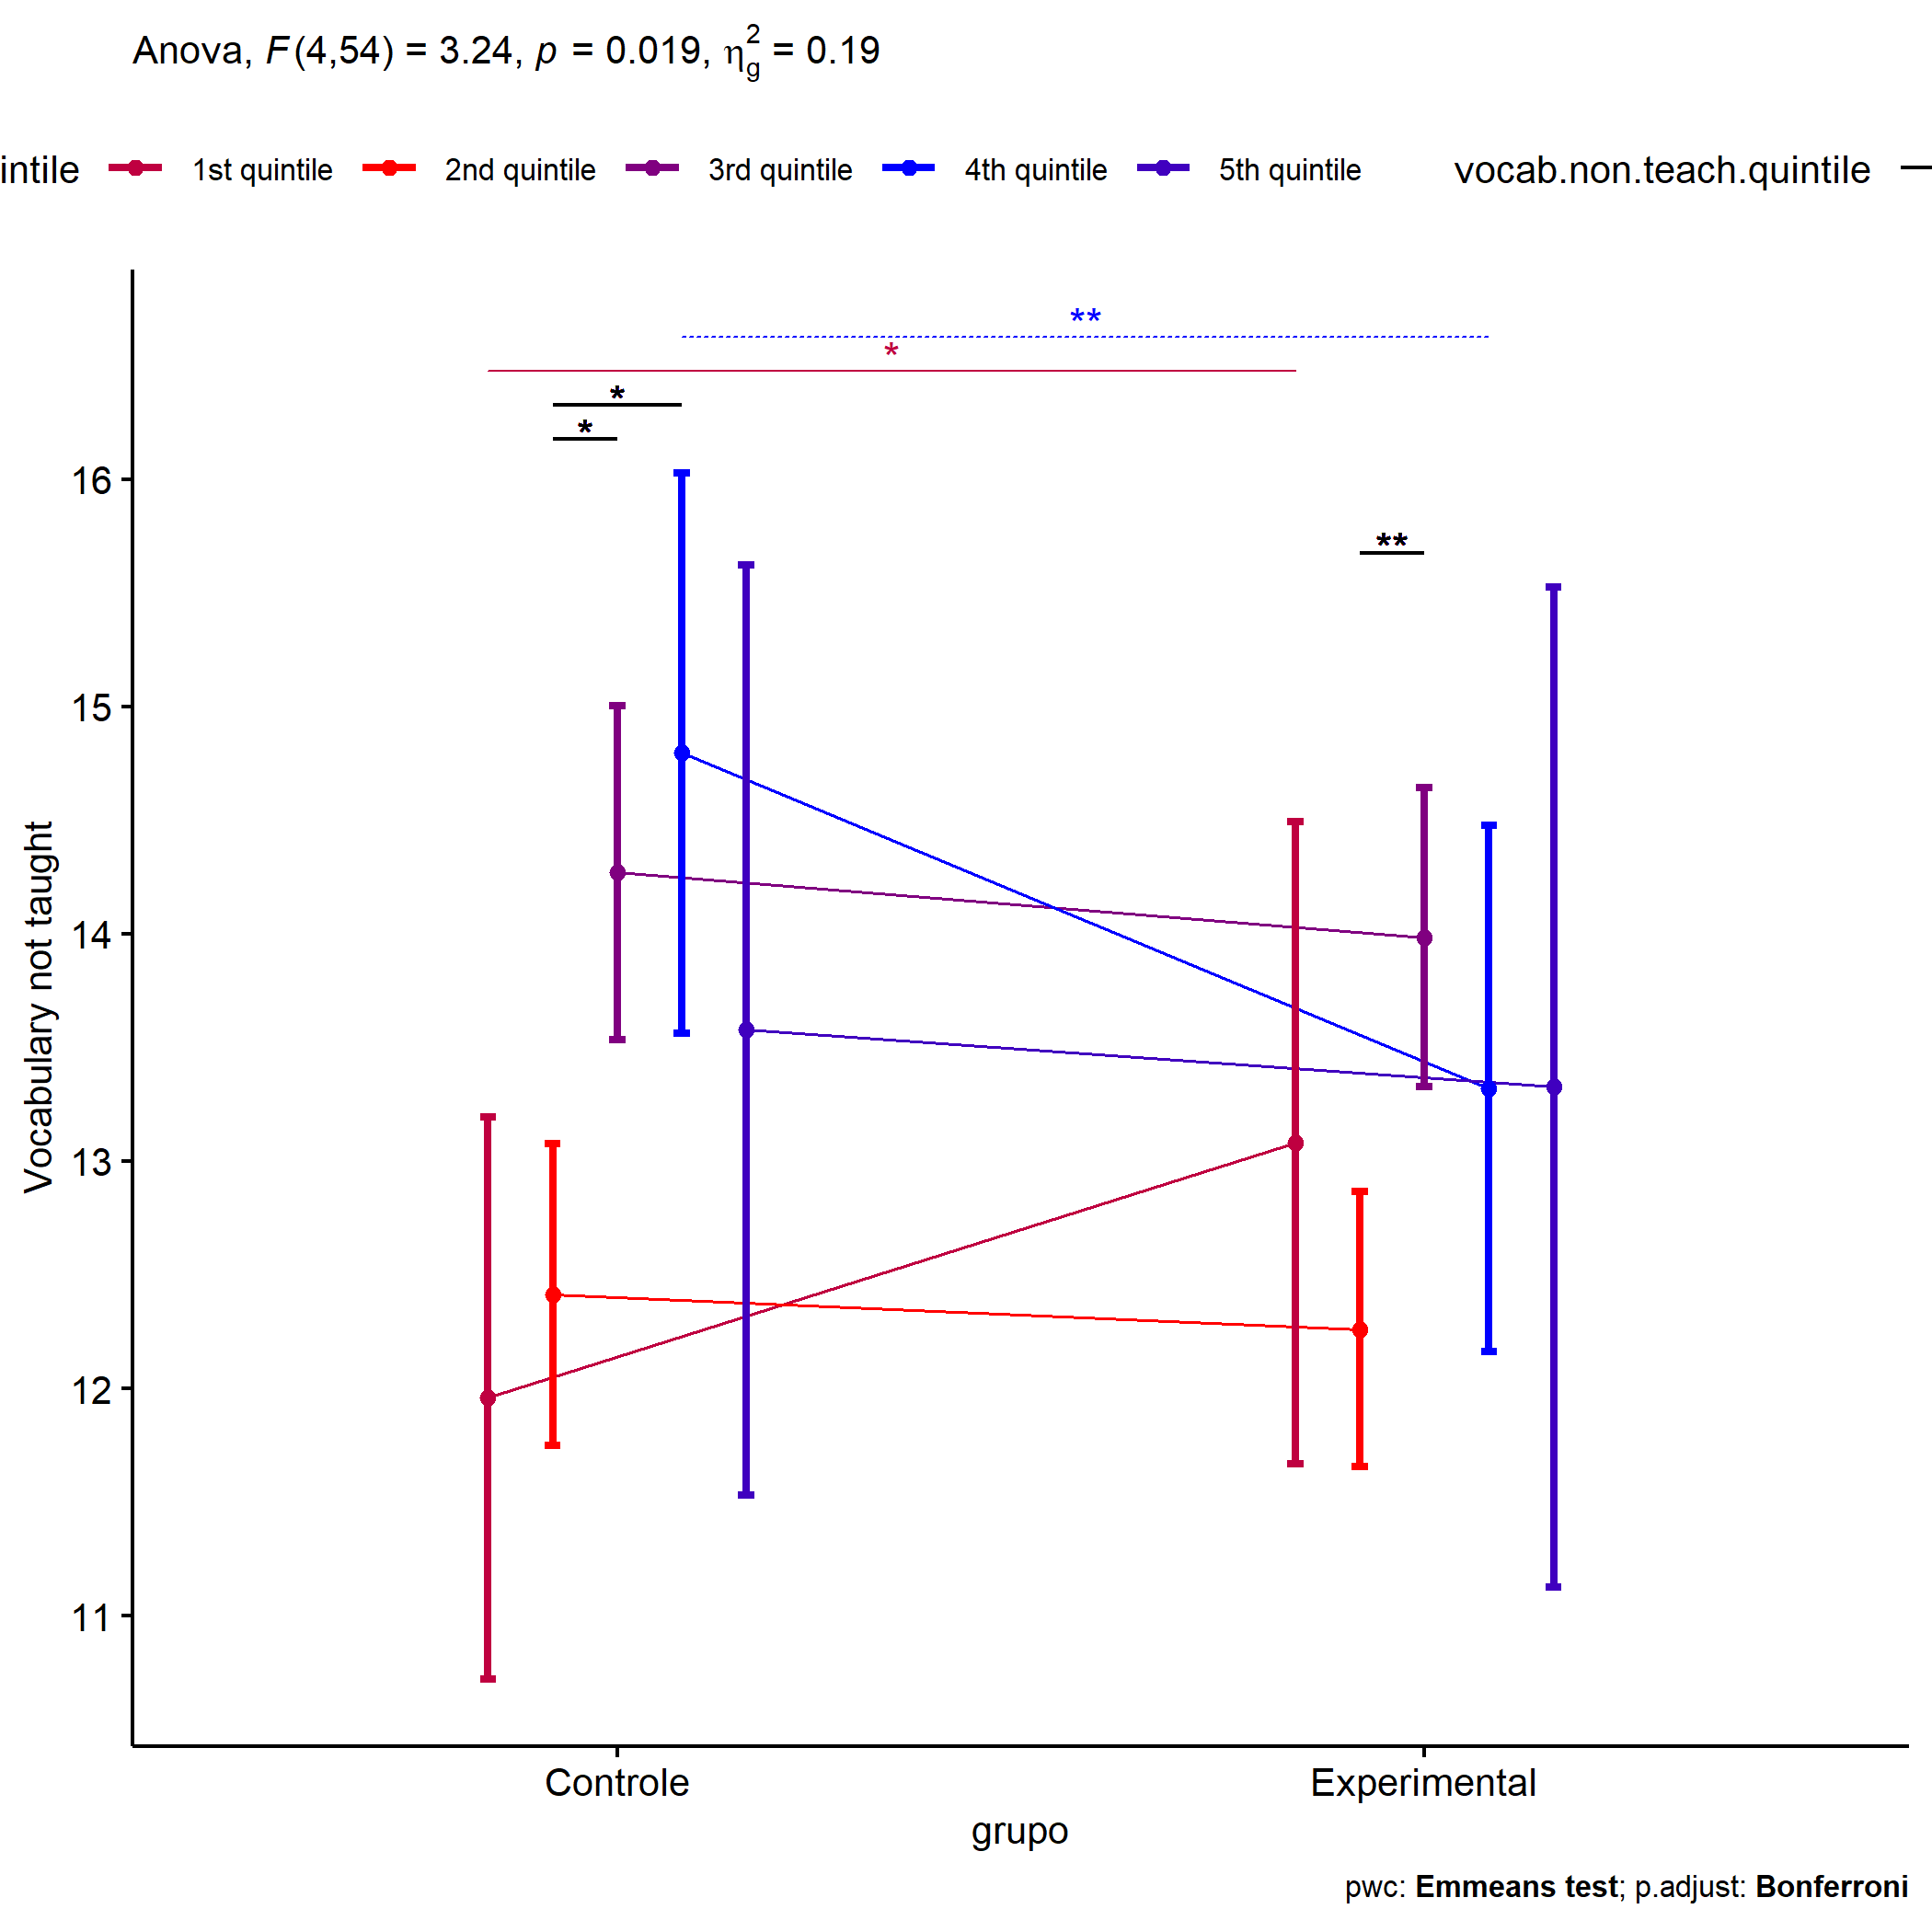 Anova, F(4,54) = 3.24, p = 0.019, η²g = 0.19
intile 1st quintile 2nd quintile 3rd quintile 4th quintile 5th quintile vocab.non.teach.quintile
**
*
*
*
**
16
15
14
13
12
11
Vocabulary not taught
Controle Experimental
grupo
pwc: Emmeans test; p.adjust: Bonferroni